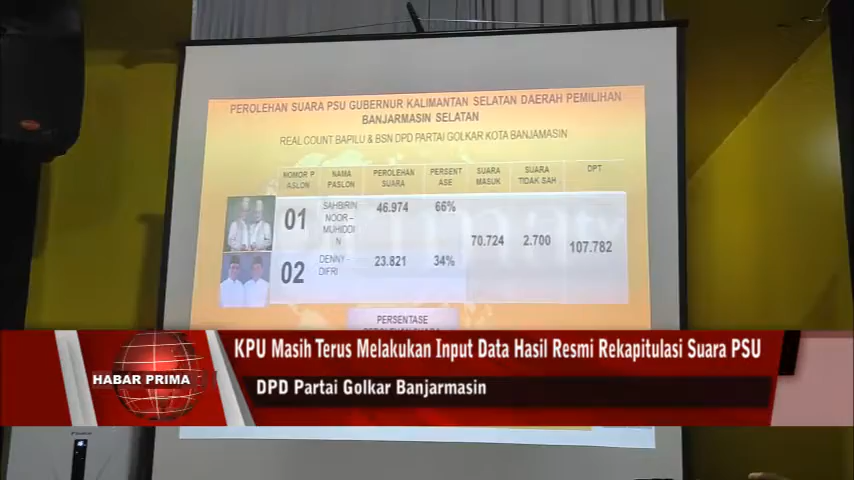 PEROLEHAN SUARA PSU GUBERNUR KALIMANTAN SELATAN DAERAH PEMILIHAN
BANJARMASIN SELATAN
REAL COUNT BAPILU & BSN DPD PARTAI GOLKAR KOTA BANJARMASIN
NOMOR P
ASLON
NAMA
PASLON
PEROLEHAN
SUARA
PERSENT
ASE
SUARA
MASUK
SUARA
TIDAK SAH
DPT
01
SAHBIRIN
NOOR –
MUHIDDI
N
46.974
66%
70.724
2.700
107.782
02
DENNY -
DIFRI
23.821
34%
PERSENTASE
PEROLEHAN SUARA
HABAR PRIMA
KPU Masih Terus Melakukan Input Data Hasil Resmi Rekapitulasi Suara PSU
DPD Partai Golkar Banjarmasin